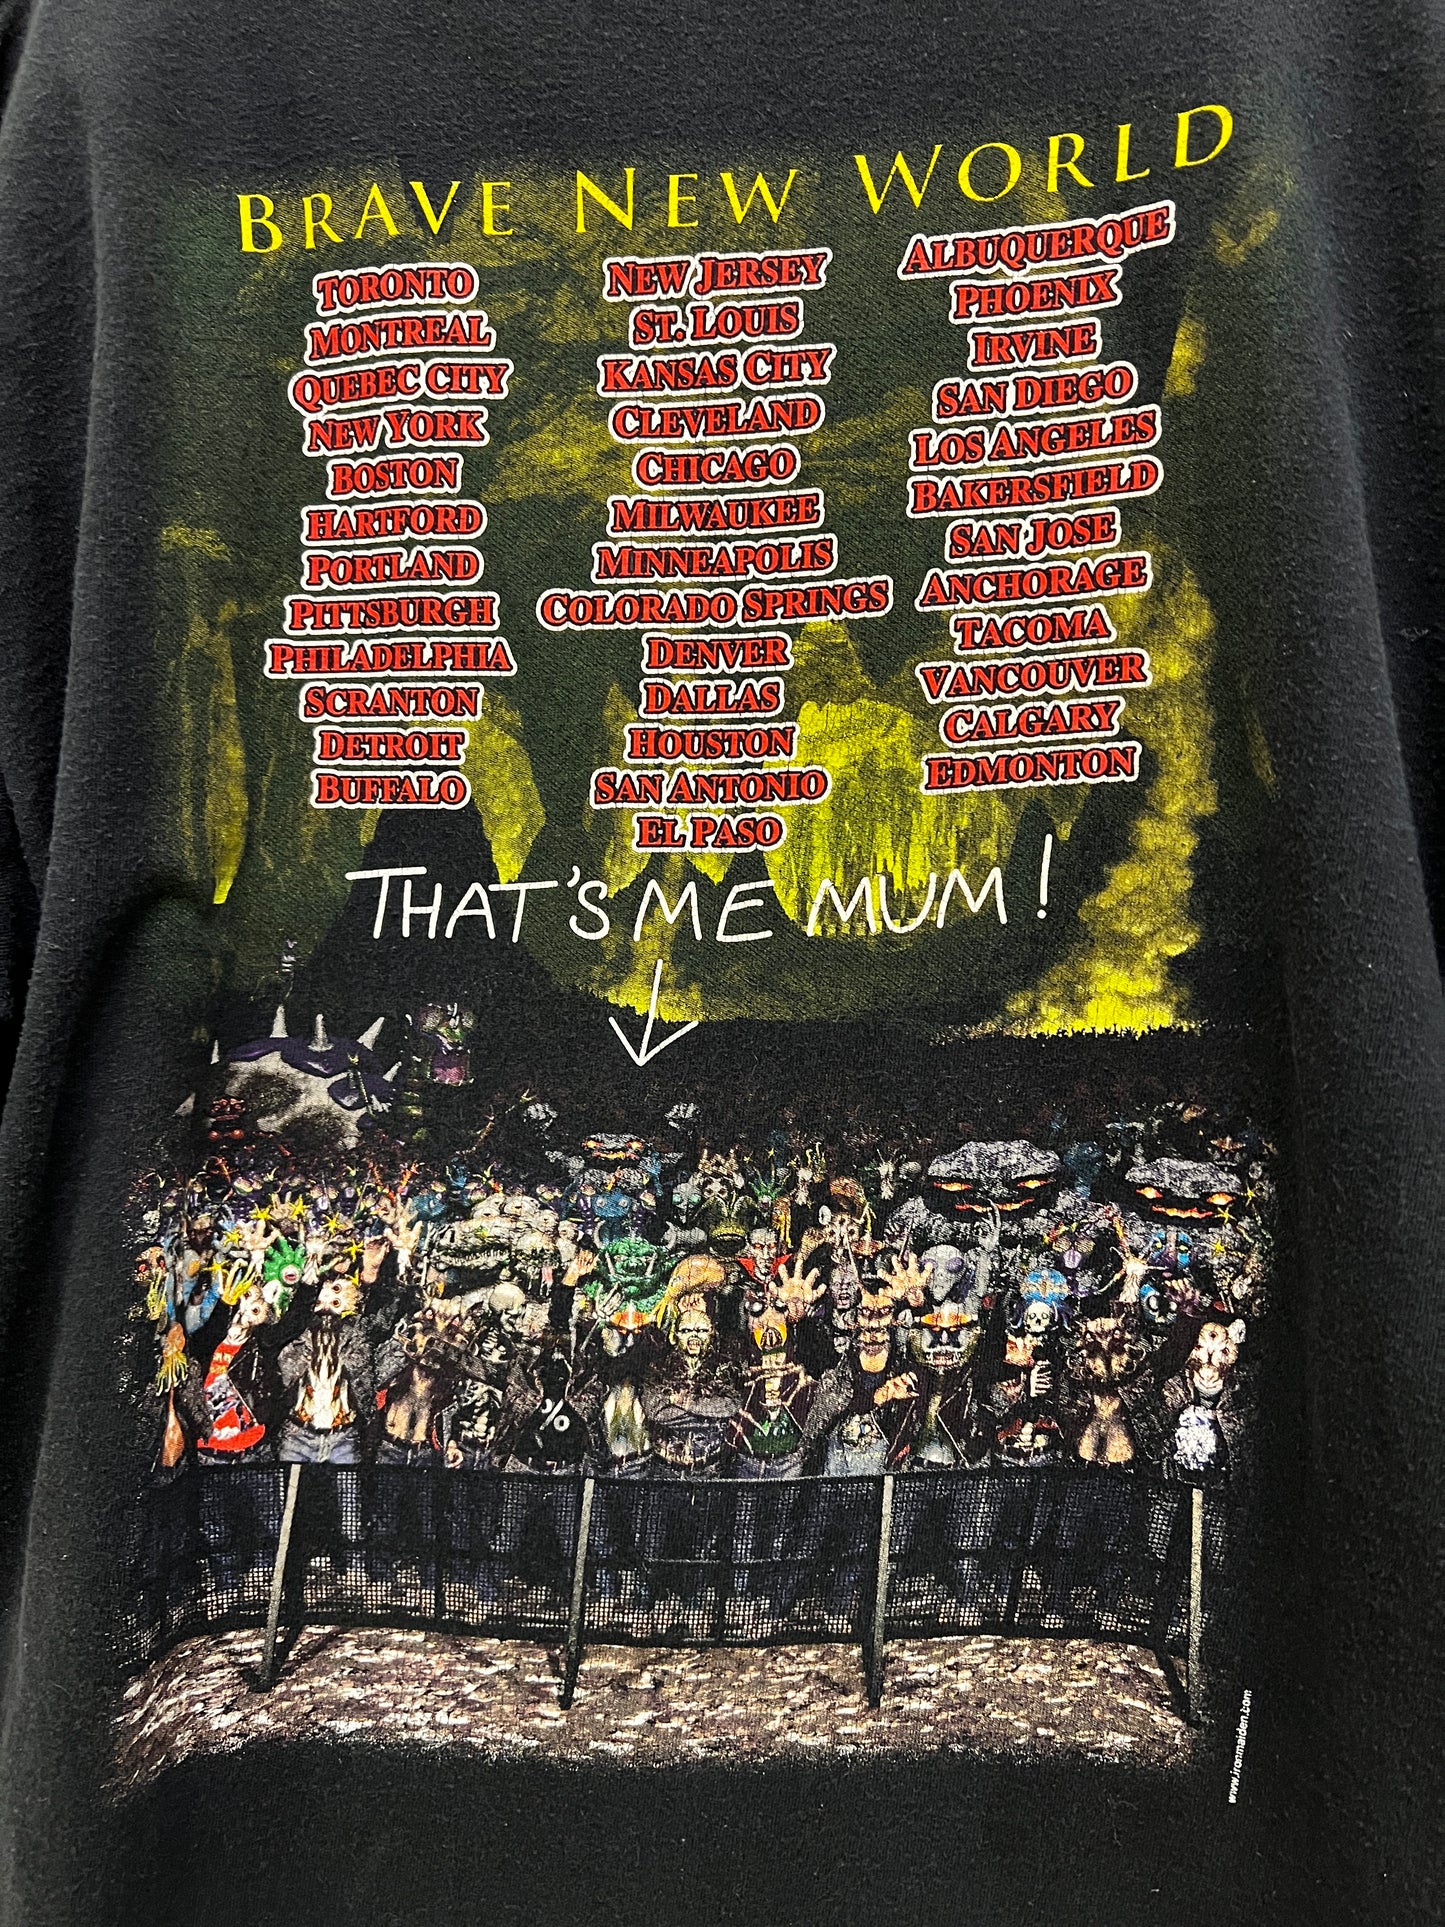 BRAVE NEW WORLD
TORONTO
MONTREAL
QUEBEC CITY
NEW YORK
BOSTON
HARTFORD
PORTLAND
PITTSBURGH
PHILADELPHIA
SCRANTON
DETROIT
BUFFALO
NEW JERSEY
ST. LOUIS
KANSAS CITY
CLEVELAND
CHICAGO
MILWAUKEE
MINNEAPOLIS
COLORADO SPRINGS
DENVER
DALLAS
HOUSTON
SAN ANTONIO
EL PASO
ALBUQUERQUE
PHOENIX
IRVINE
SAN DIEGO
LOS ANGELES
BAKERSFIELD
SAN JOSE
ANCHORAGE
TACOMA
VANCOUVER
CALGARY
EDMONTON
THAT'S ME MUM!
www.ironmaiden.com